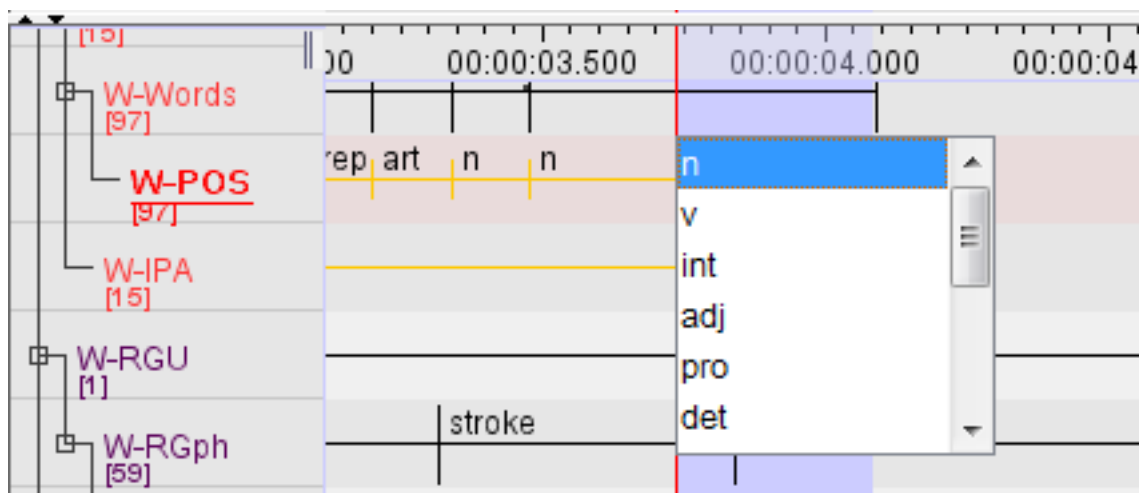 [15]
00 00:00:03.500 00:00:04.000 00:00:04
W-Words
[97]
rep art n n
W-POS
[97]
W-IPA
[15]
W-RGU
[1]
stroke
W-RGph
[59]
n
v
int
adj
pro
det